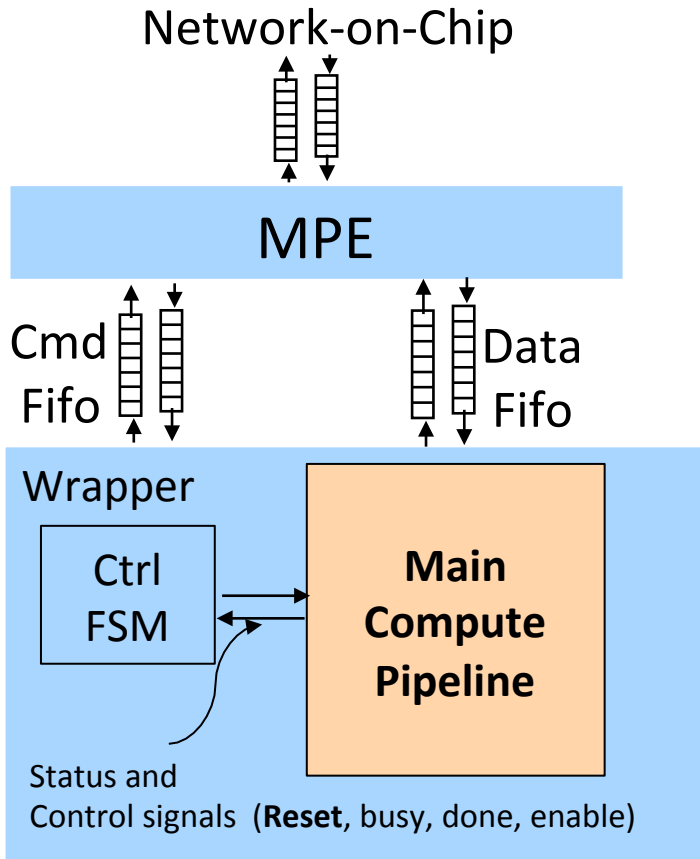 Network-on-Chip
MPE
Cmd
Fifo
Data
Fifo
Wrapper
Ctrl
FSM
Main
Compute
Pipeline
Status and
Control signals (Reset, busy, done, enable)